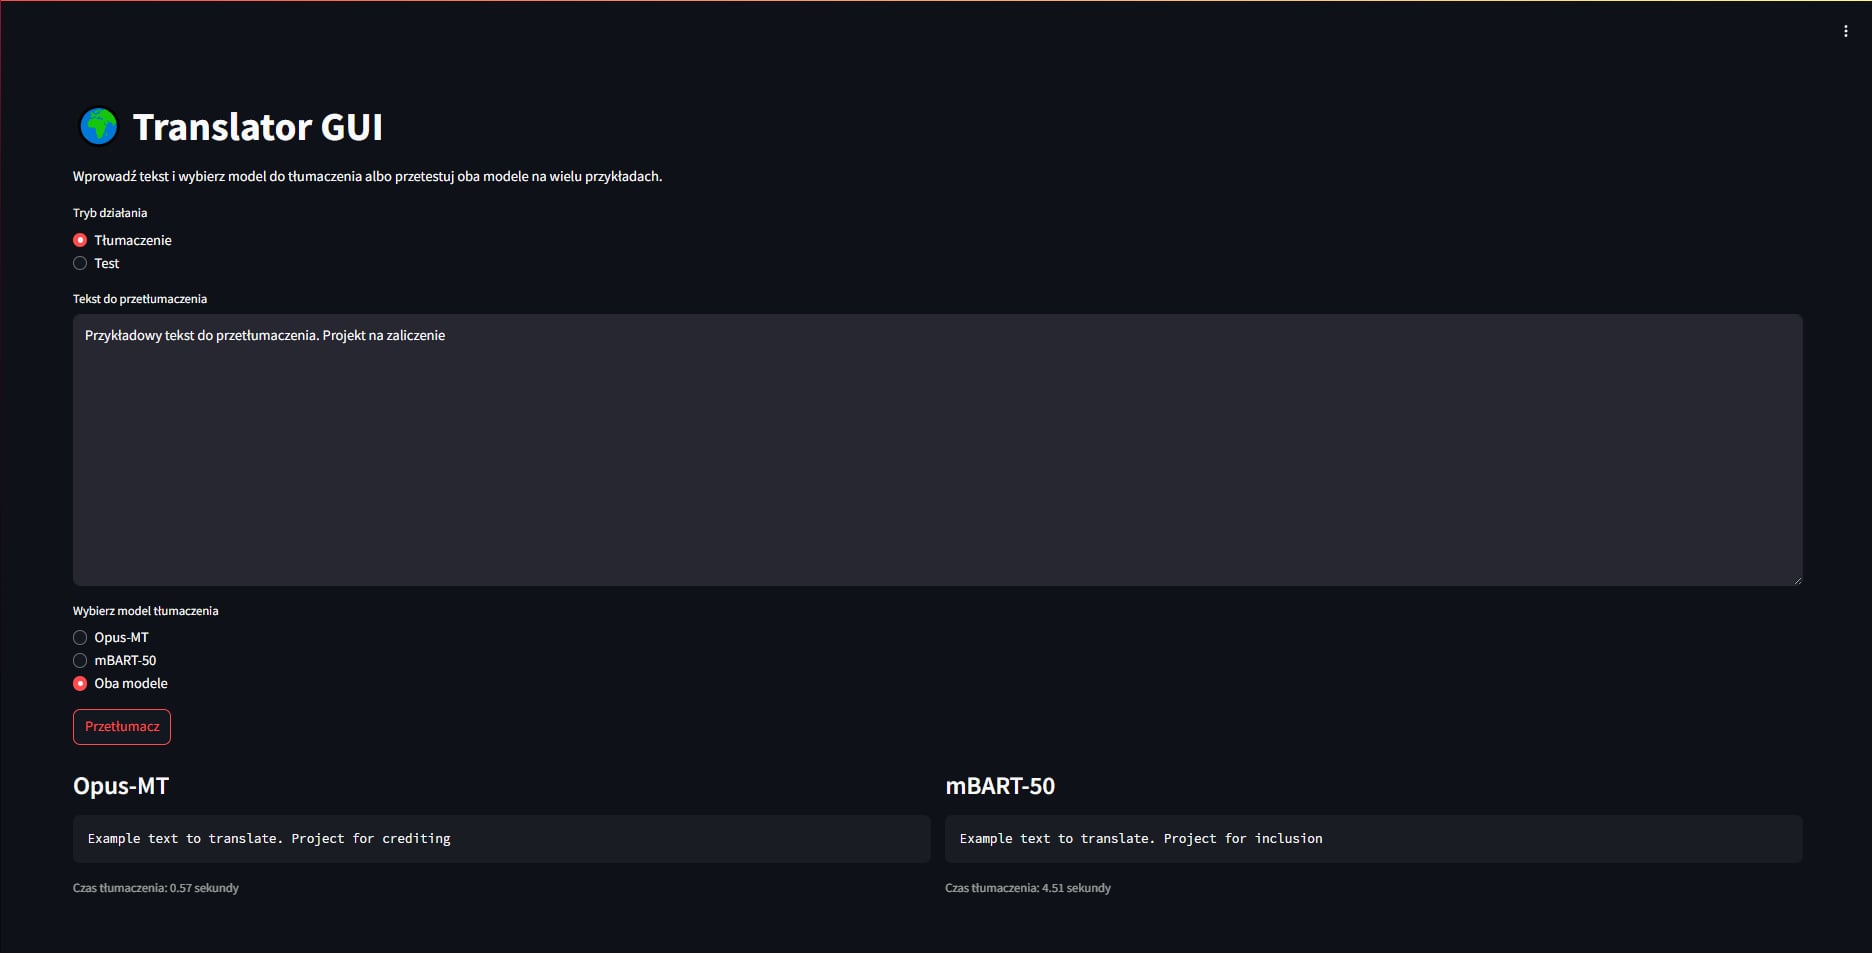 Translator GUI
Wprowadź tekst i wybierz model do tłumaczenia albo przetestuj oba modele na wielu przykładach.
Tryb działania
Tłumaczenie
Test
Tekst do przetłumaczenia
Przykładowy tekst do przetłumaczenia. Projekt na zaliczenie
Wybierz model tłumaczenia
Opus-MT
mBART-50
Oba modele
Przetłumacz
Opus-MT
Example text to translate. Project for crediting
Czas tłumaczenia: 0.57 sekundy
mBART-50
Example text to translate. Project for inclusion
Czas tłumaczenia: 4.51 sekundy